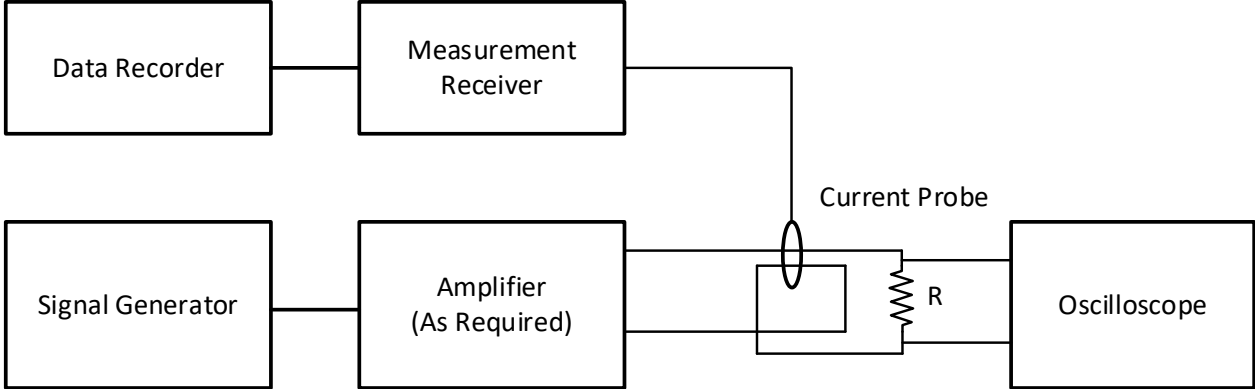 Data Recorder
Measurement
Receiver
Current Probe
Signal Generator
Amplifier
(As Required)
R
Oscilloscope